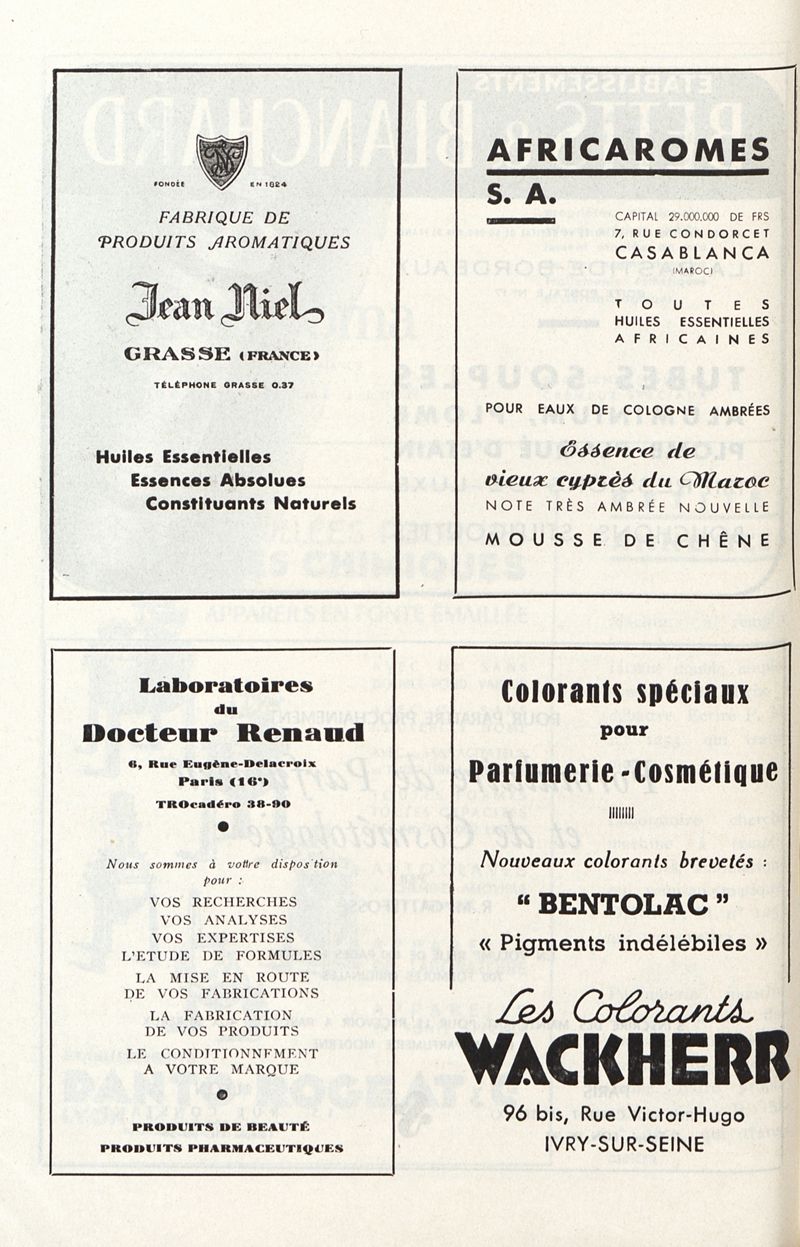 FONDÉE EN 1824
FABRIQUE DE
PRODUITS AROMATIQUES
Jean Niel
GRASSE (FRANCE)
TÉLÉPHONE GRASSE 0.37
Huiles Essentielles
Essences Absolues
Constituants Naturels
AFRICAROMES
S. A.
CAPITAL 29.000.000 DE FRS
7, RUE CONDORCET
CASABLANCA
(MAROC)
TOUTES
HUILES ESSENTIELLES
AFRICAINES
POUR EAUX DE COLOGNE AMBRÉES
Essence de
vieux cyprès du Maroc
NOTE TRÈS AMBRÉE NOUVELLE
MOUSSE DE CHÊNE
Laboratoires
du
Docteur Renaud
6, Rue Eugène-Delacroix
Paris (16e)
TROcadéro 38-90
Nous sommes à vottre dispos'tion
pour :
VOS RECHERCHES
VOS ANALYSES
VOS EXPERTISES
L'ETUDE DE FORMULES
LA MISE EN ROUTE
DE VOS FABRICATIONS
LA FABRICATION
DE VOS PRODUITS
LE CONDITIONNEMENT
A VOTRE MARQUE
PRODUITS DE BEAUTÉ
PRODUITS PHARMACEUTIQUES
Colorants spéciaux
pour
Parfumerie-Cosmétique
Nouveaux colorants brevetés :
“ BENTOLAC ”
« Pigments indélébiles »
Les Colorants
WACKHERR
96 bis, Rue Victor-Hugo
IVRY-SUR-SEINE